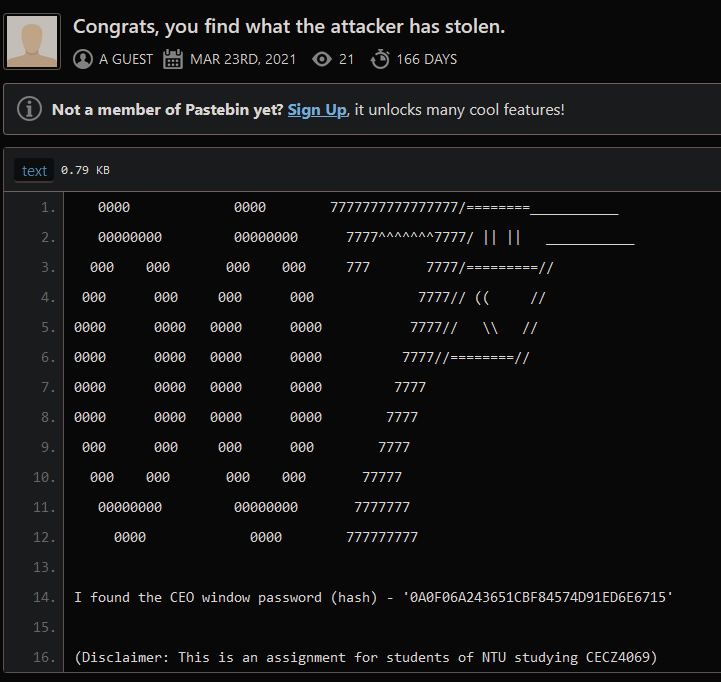 Congrats, you find what the attacker has stolen.
A GUEST MAR 23RD, 2021 21 166 DAYS
Not a member of Pastebin yet? Sign Up, it unlocks many cool features!
text 0.79 KB
1.    0000             0000        7777777777777777/========___________
2.    00000000         00000000      7777^^^^^^^7777/ || ||   ___________
3.   000    000       000    000     777       7777/=========//
4.  000      000     000      000             7777// ((     //
5. 0000      0000   0000      0000           7777//   \\   //
6. 0000      0000   0000      0000          7777//========//
7. 0000      0000   0000      0000         7777
8. 0000      0000   0000      0000        7777
9.  000      000     000      000        7777
10.   000    000       000    000       77777
11.    00000000         00000000       7777777
12.      0000             0000        777777777
13.
14. I found the CEO window password (hash) - '0A0F06A243651CBF84574D91ED6E6715'
15.
16. (Disclaimer: This is an assignment for students of NTU studying CECZ4069)